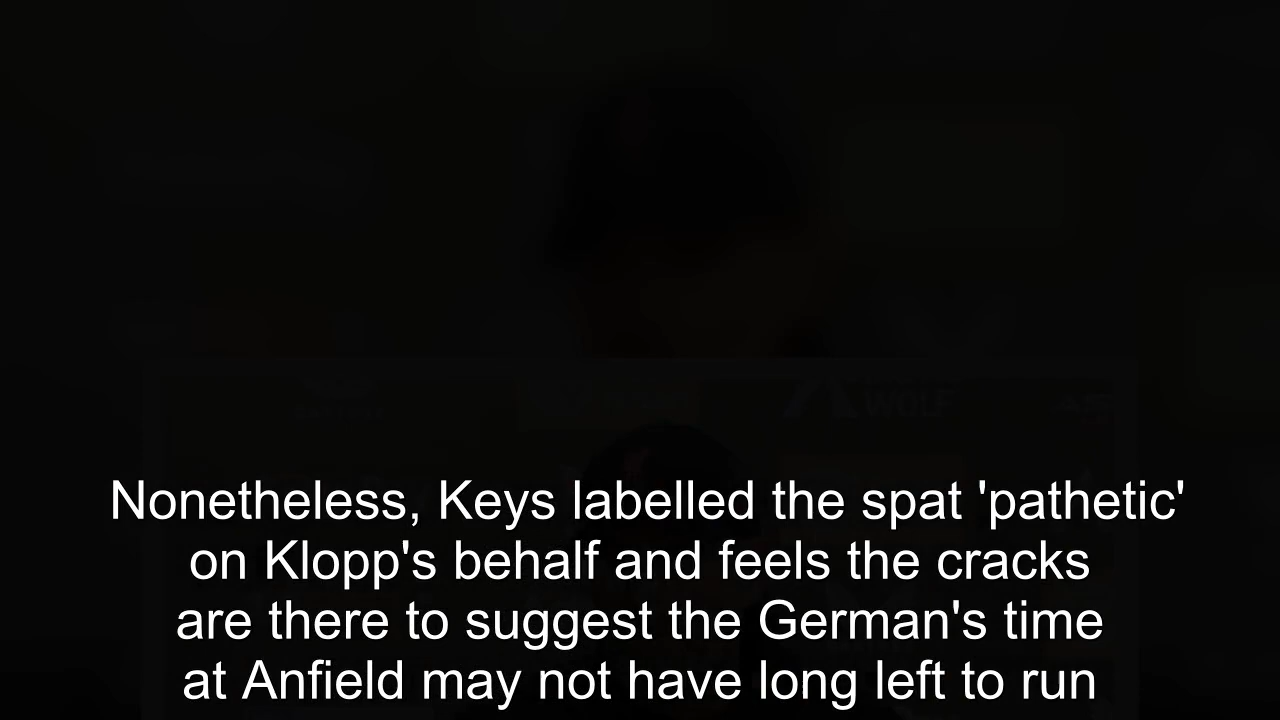 WOLF
Nonetheless, Keys labelled the spat 'pathetic'
on Klopp's behalf and feels the cracks
are there to suggest the German's time
at Anfield may not have long left to run